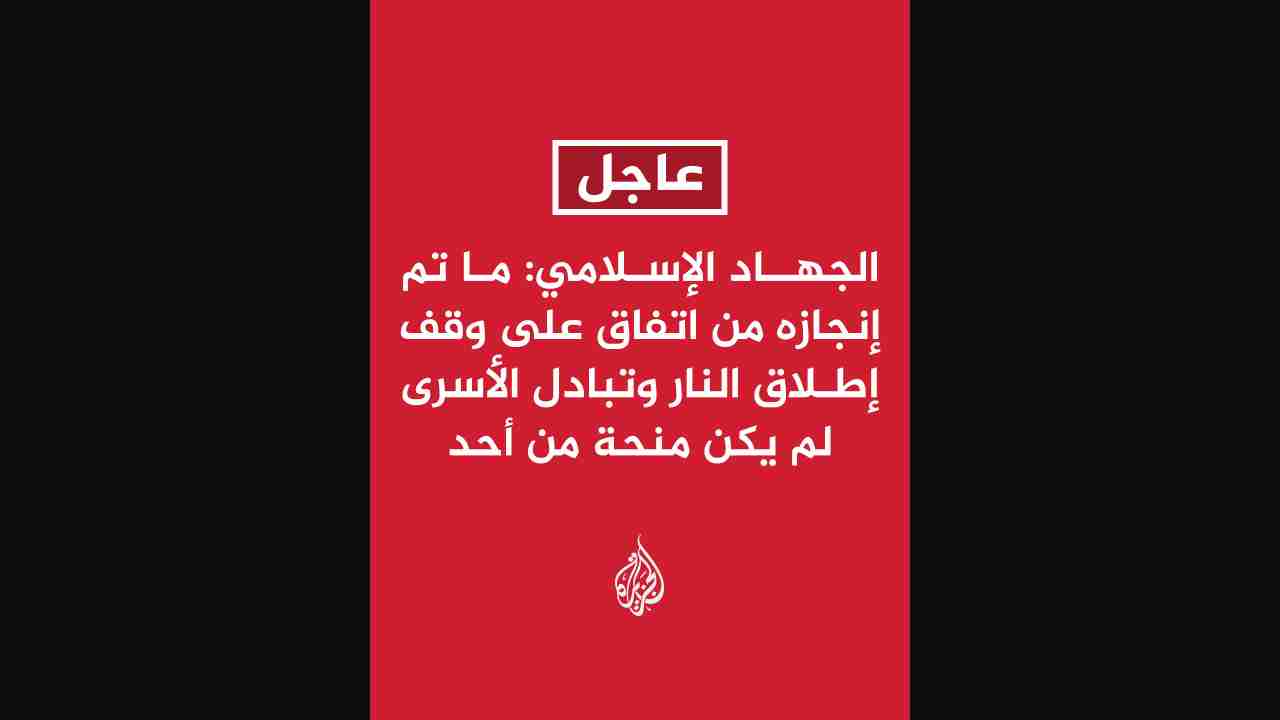 عاجل
الجهاد الإسلامي: ما تم
إنجازه من اتفاق على وقف
إطلاق النار وتبادل الأسرى
لم يكن منحة من أحد
الجزيرة